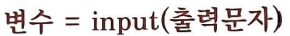 변수 = input(출력문자)